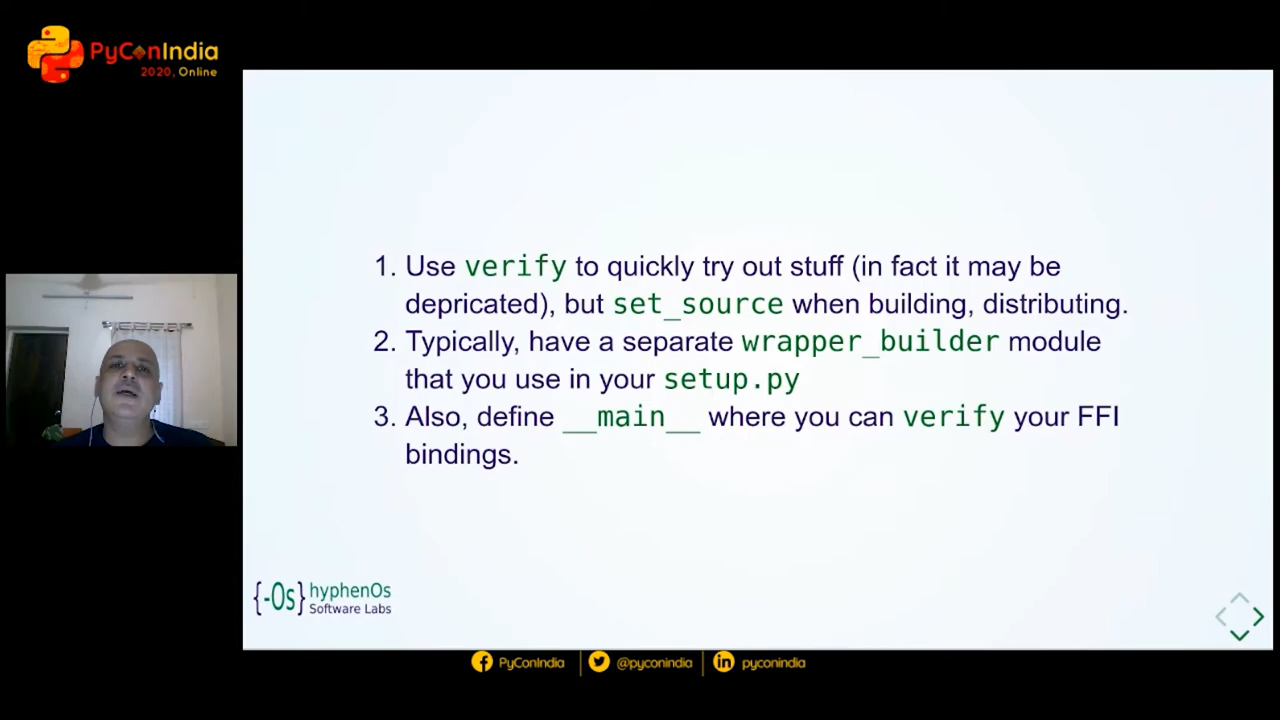 PyConIndia
2020, Online
1. Use verify to quickly try out stuff (in fact it may be
depricated), but set_source when building, distributing.
2. Typically, have a separate wrapper_builder module
that you use in your setup.py
3. Also, define __main__ where you can verify your FFI
bindings.
{-Os} hyphenOs
Software Labs
PyConIndia @pyconindia pyconindia